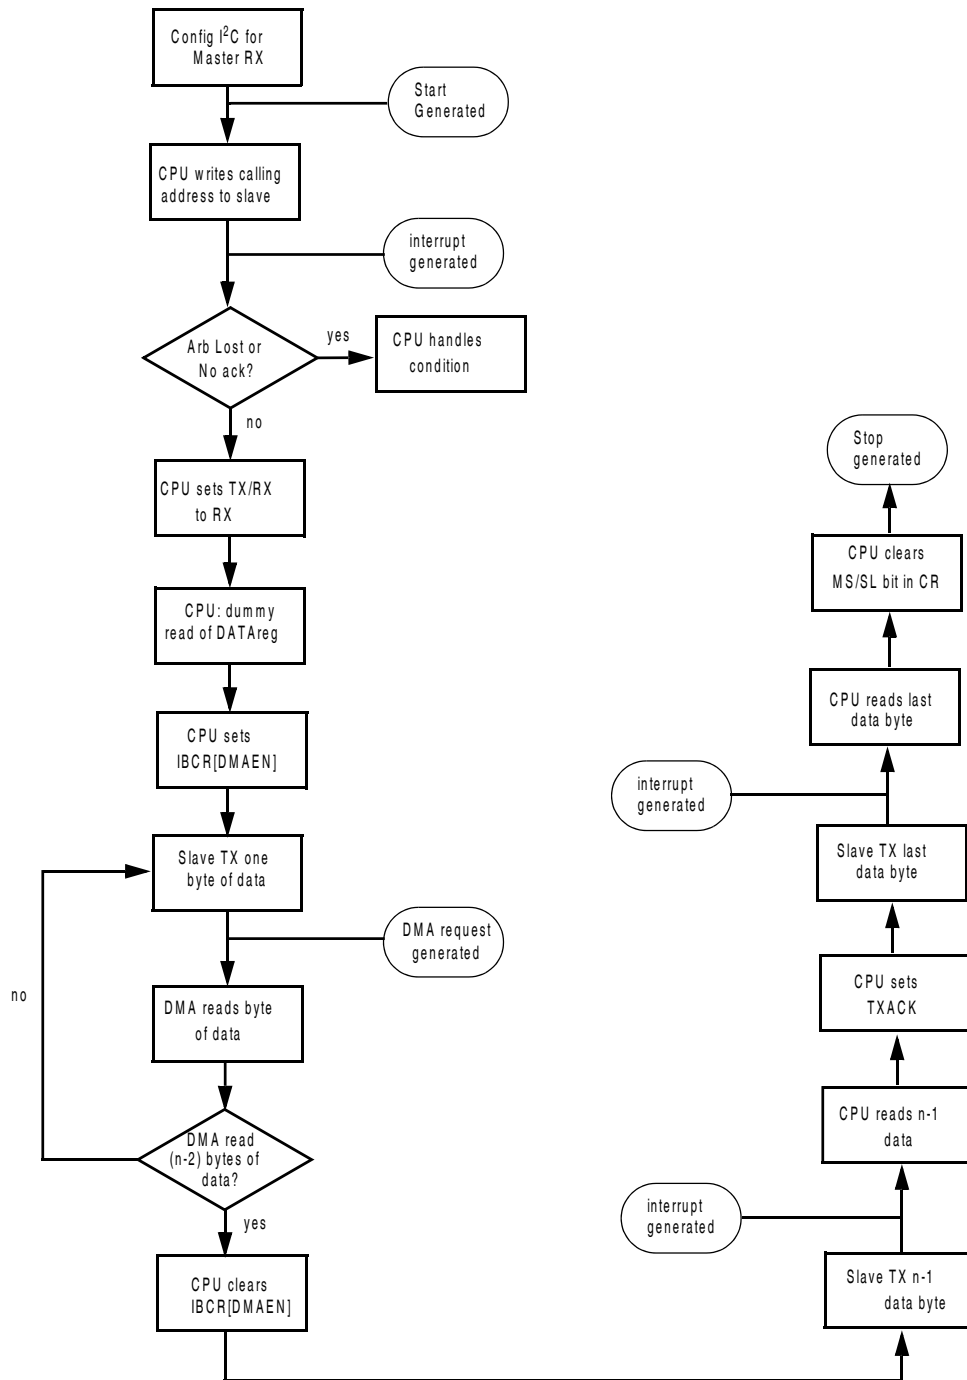 Config I²C for
Master RX
Start
Generated
CPU writes calling
address to slave
interrupt
generated
Arb Lost or
No ack?
yes
CPU handles
condition
no
CPU sets TX/RX
to RX
CPU: dummy
read of DATAreg
CPU sets
IBCR[DMAEN]
Slave TX one
byte of data
DMA request
generated
no
DMA reads byte
of data
DMA read
(n-2) bytes of
data?
yes
CPU clears
IBCR[DMAEN]
Slave TX n-1
data byte
interrupt
generated
CPU reads n-1
data
CPU sets
TXACK
Slave TX last
data byte
interrupt
generated
CPU reads last
data byte
CPU clears
MS/SL bit in CR
Stop
generated